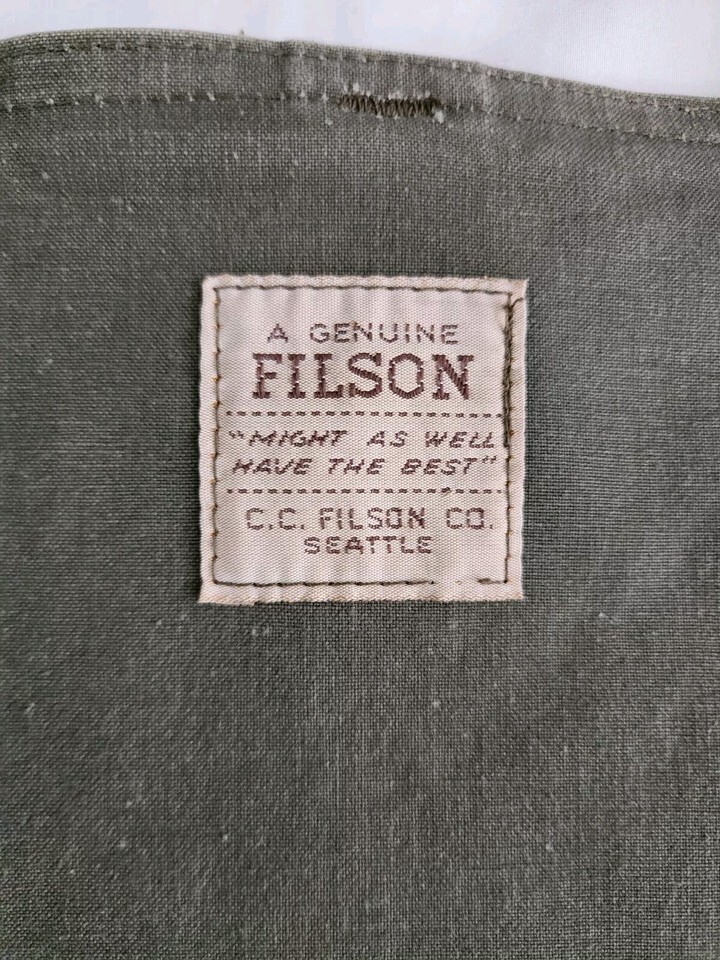 A GENUINE
FILSON
"MIGHT AS WELL
HAVE THE BEST"
C.C. FILSON CO.
SEATTLE